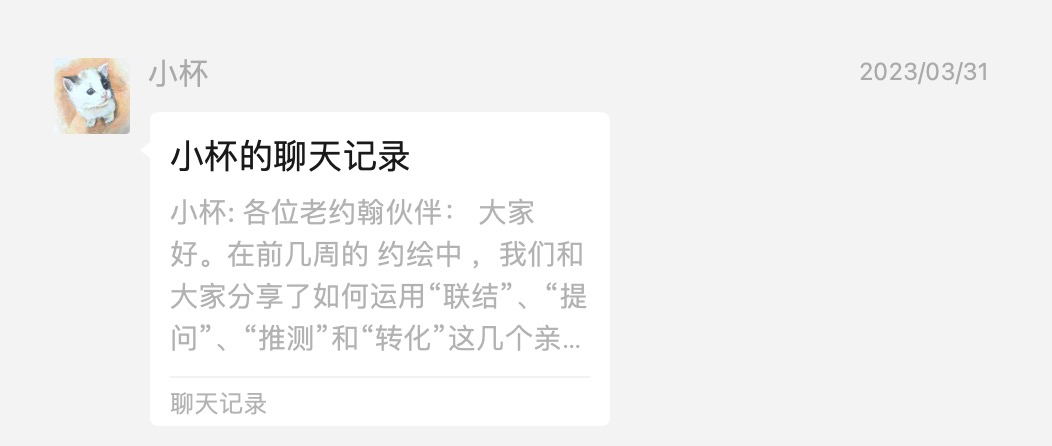 小杯
2023/03/31
小杯的聊天记录
小杯: 各位老约翰伙伴： 大家
好。在前几周的 约绘中 ，我们和
大家分享了如何运用“联结”、“提
问”、“推测”和“转化”这几个亲...
聊天记录